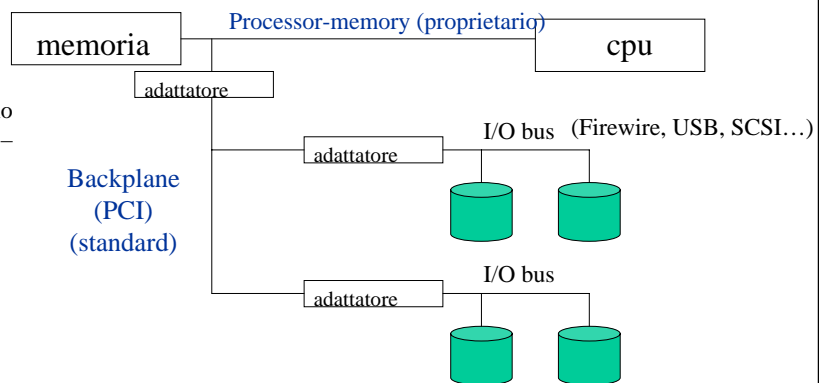 Processor-memory (proprietario)
memoria
cpu
adattatore
o
–
I/O bus (Firewire, USB, SCSI…)
adattatore
Backplane
(PCI)
(standard)
I/O bus
adattatore